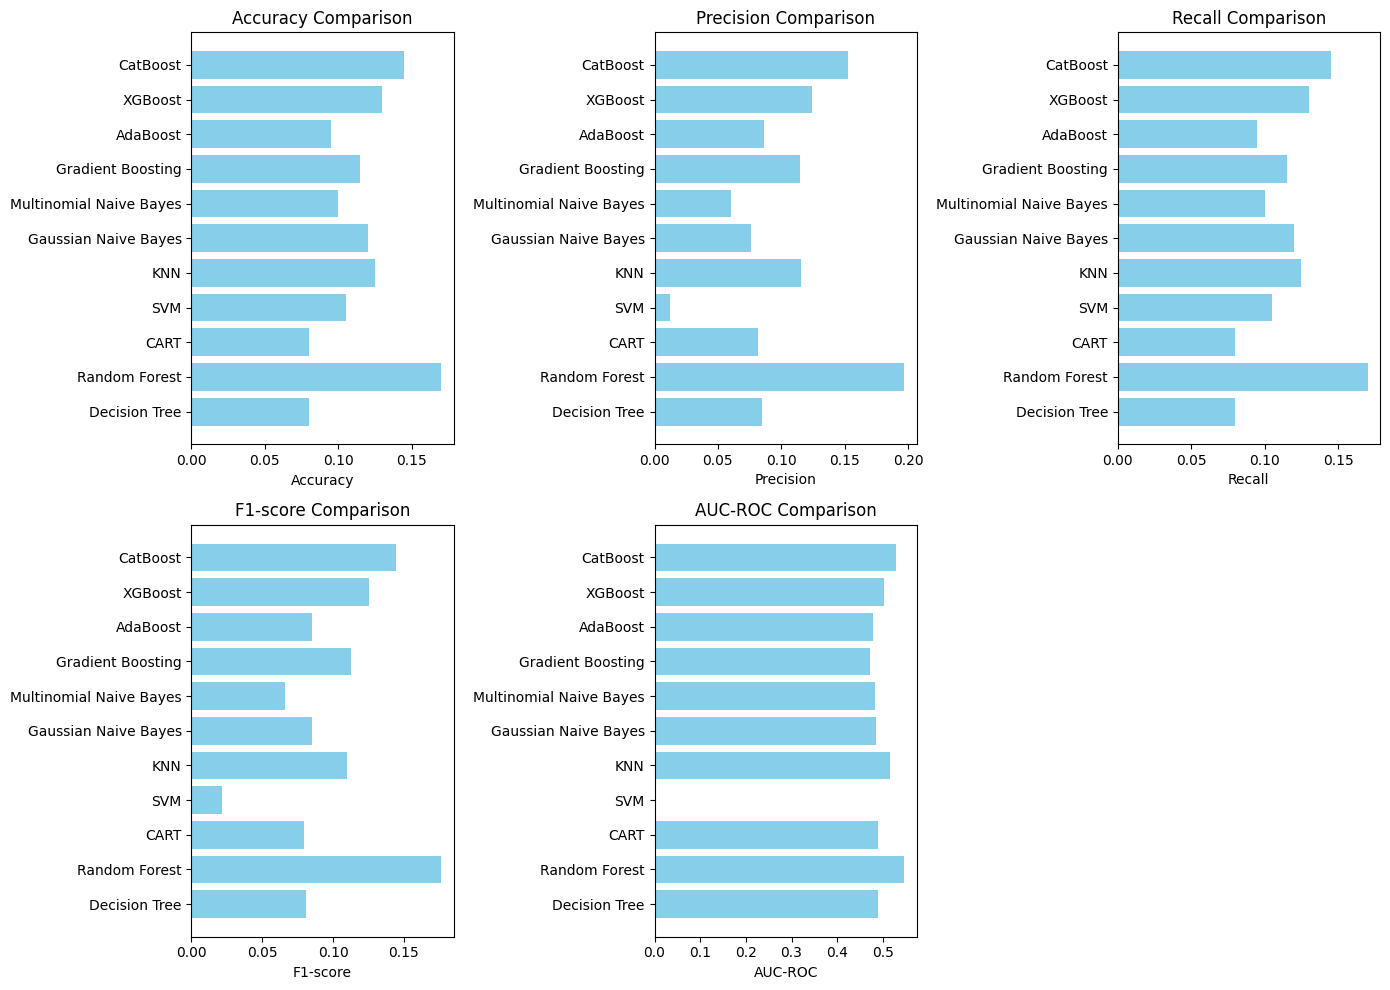 Accuracy Comparison
CatBoost
XGBoost
AdaBoost
Gradient Boosting
Multinomial Naive Bayes
Gaussian Naive Bayes
KNN
SVM
CART
Random Forest
Decision Tree
0.00 0.05 0.10 0.15
Accuracy
Precision Comparison
CatBoost
XGBoost
AdaBoost
Gradient Boosting
Multinomial Naive Bayes
Gaussian Naive Bayes
KNN
SVM
CART
Random Forest
Decision Tree
0.00 0.05 0.10 0.15 0.20
Precision
Recall Comparison
CatBoost
XGBoost
AdaBoost
Gradient Boosting
Multinomial Naive Bayes
Gaussian Naive Bayes
KNN
SVM
CART
Random Forest
Decision Tree
0.00 0.05 0.10 0.15
Recall
F1-score Comparison
CatBoost
XGBoost
AdaBoost
Gradient Boosting
Multinomial Naive Bayes
Gaussian Naive Bayes
KNN
SVM
CART
Random Forest
Decision Tree
0.00 0.05 0.10 0.15
F1-score
AUC-ROC Comparison
CatBoost
XGBoost
AdaBoost
Gradient Boosting
Multinomial Naive Bayes
Gaussian Naive Bayes
KNN
SVM
CART
Random Forest
Decision Tree
0.0 0.1 0.2 0.3 0.4 0.5
AUC-ROC